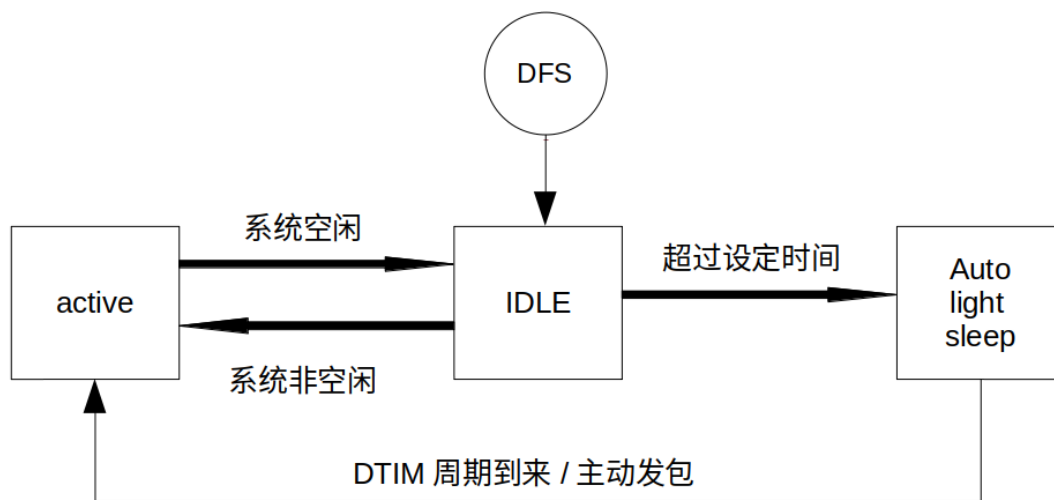 DFS
系统空闲
超过设定时间
active
IDLE
Auto
light
sleep
系统非空闲
DTIM 周期到来 / 主动发包